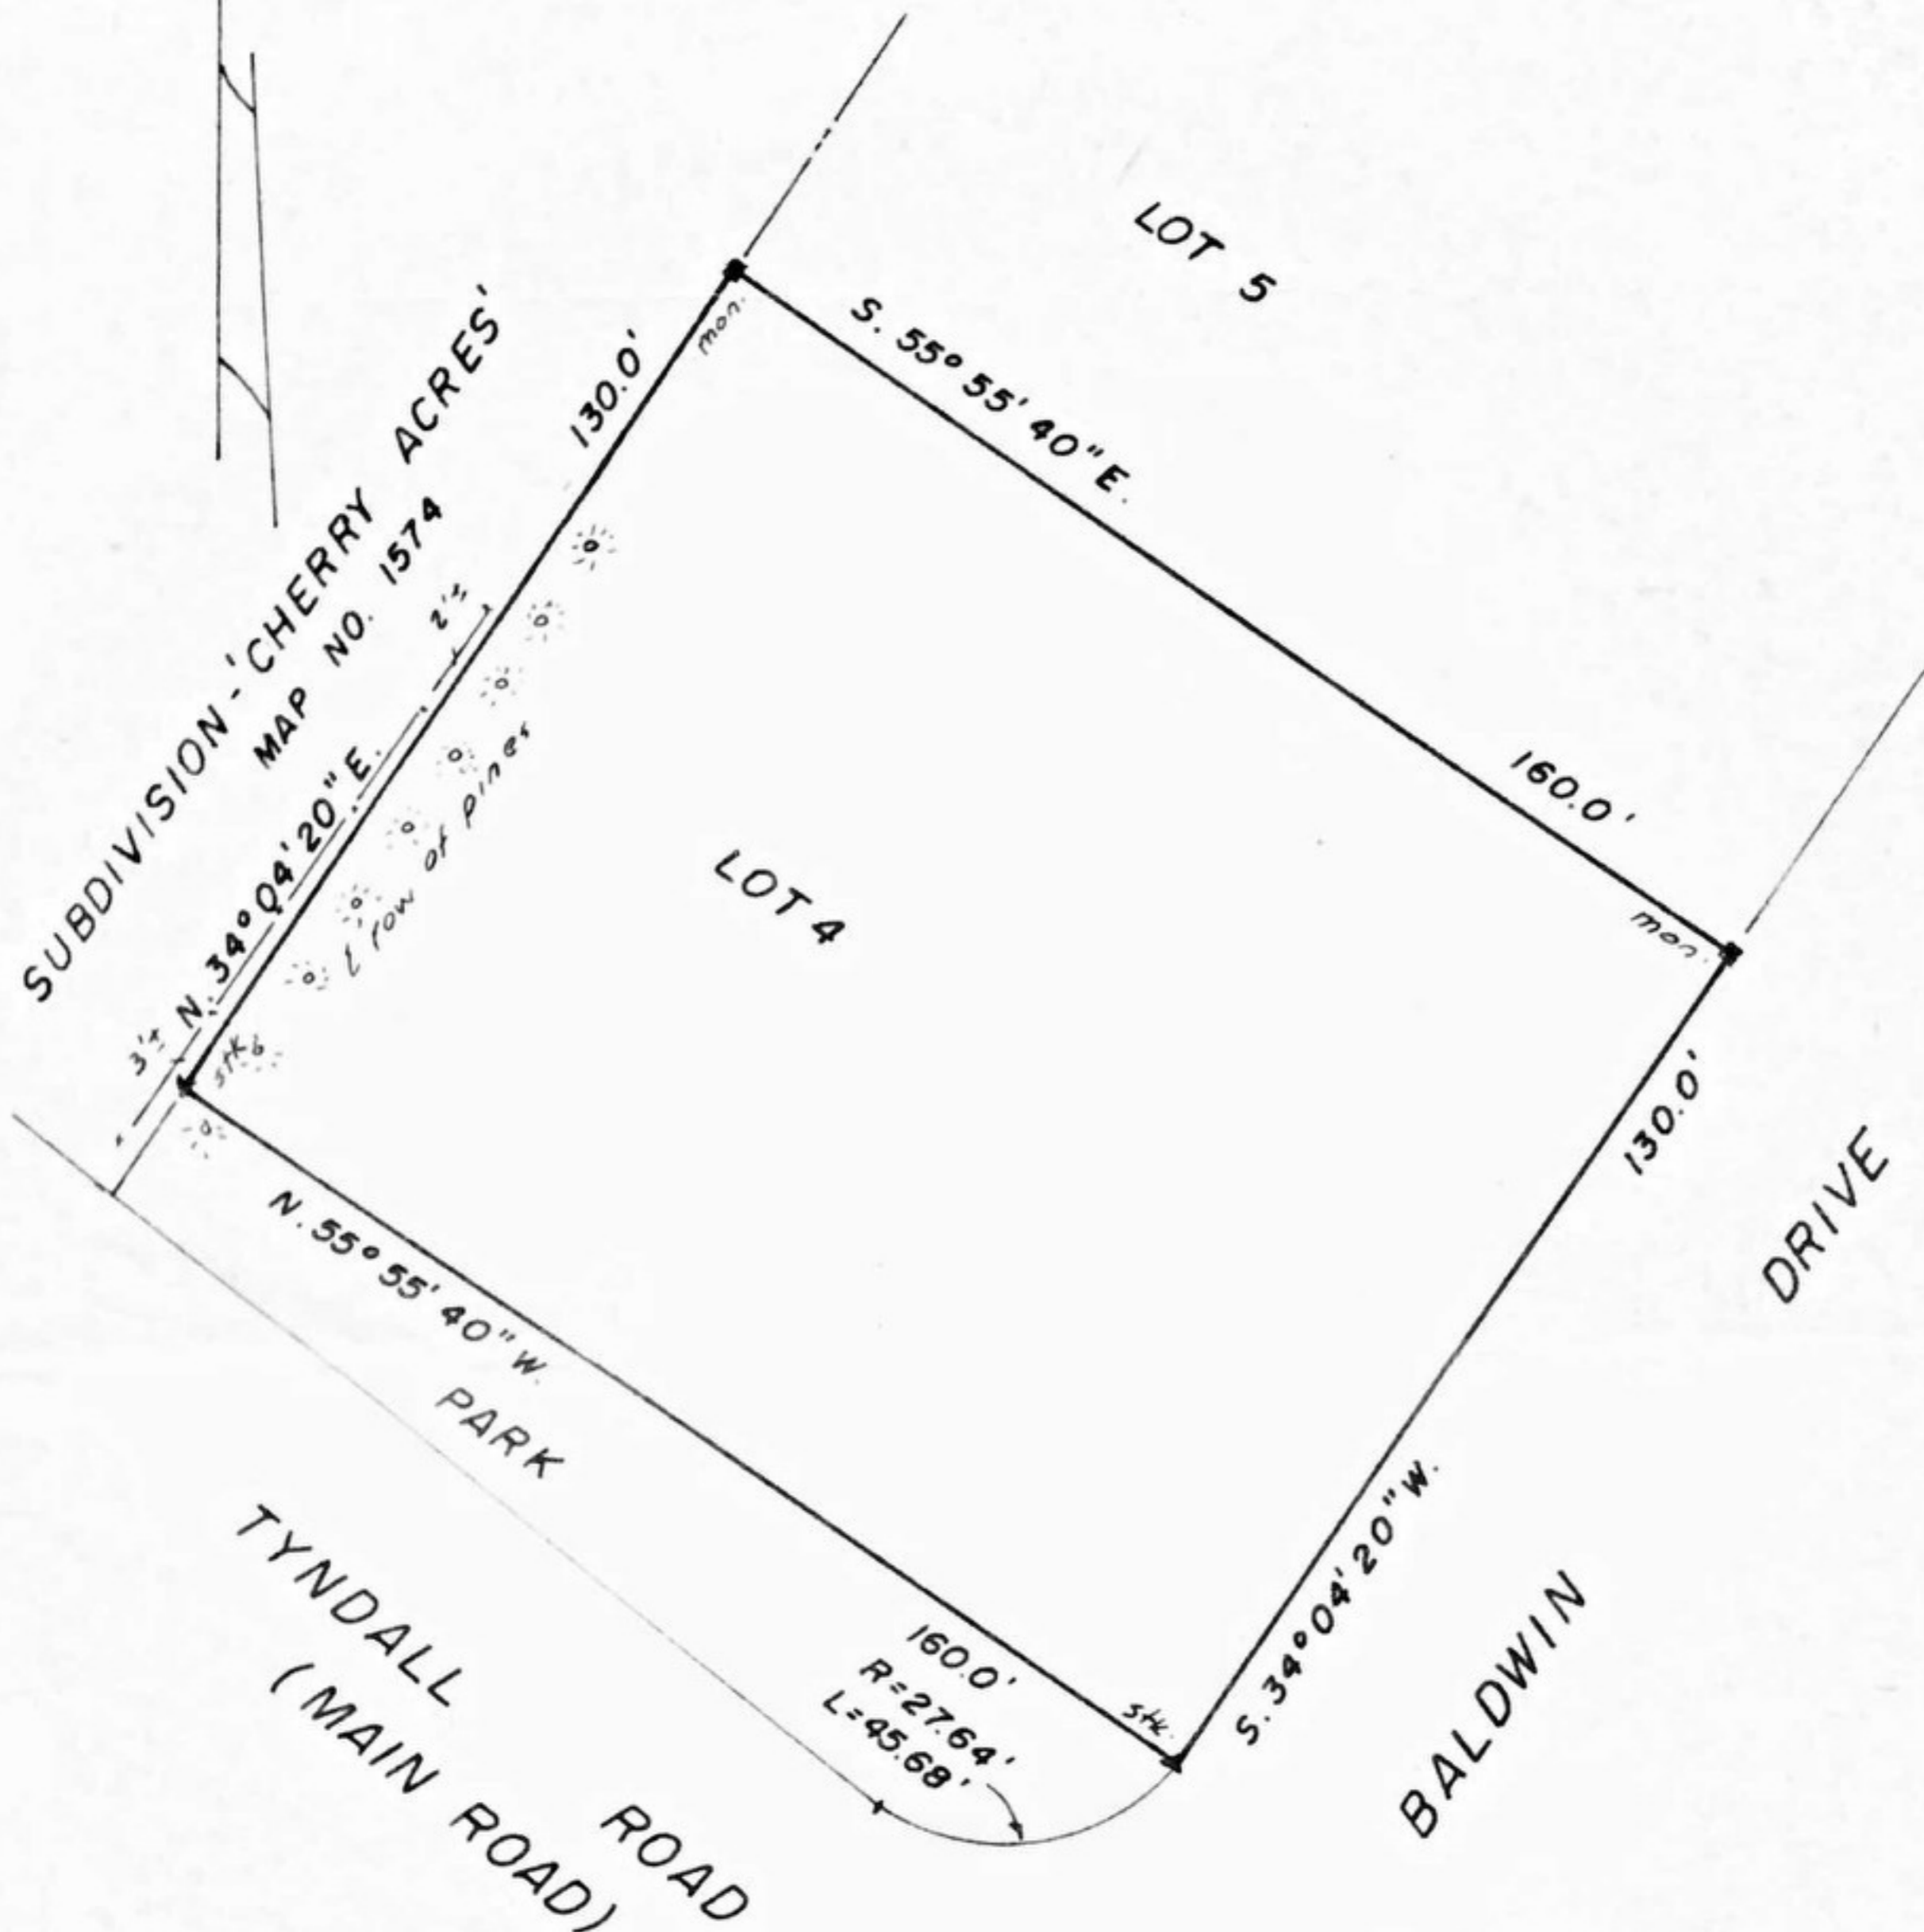 LOT 5
mon.
S. 55° 55' 40" E.
160.0'
mon.
SUBDIVISION - 'CHERRY ACRES'
MAP NO. 1574
130.0'
N. 34° 04' 20" E.
2'±
3'±
stk.
row of pines
LOT 4
130.0'
S. 34° 04' 20" W.
DRIVE
BALDWIN
N. 55° 55' 40" W.
160.0'
stk.
PARK
R=27.64'
L=45.68'
TYNDALL ROAD
(MAIN ROAD)